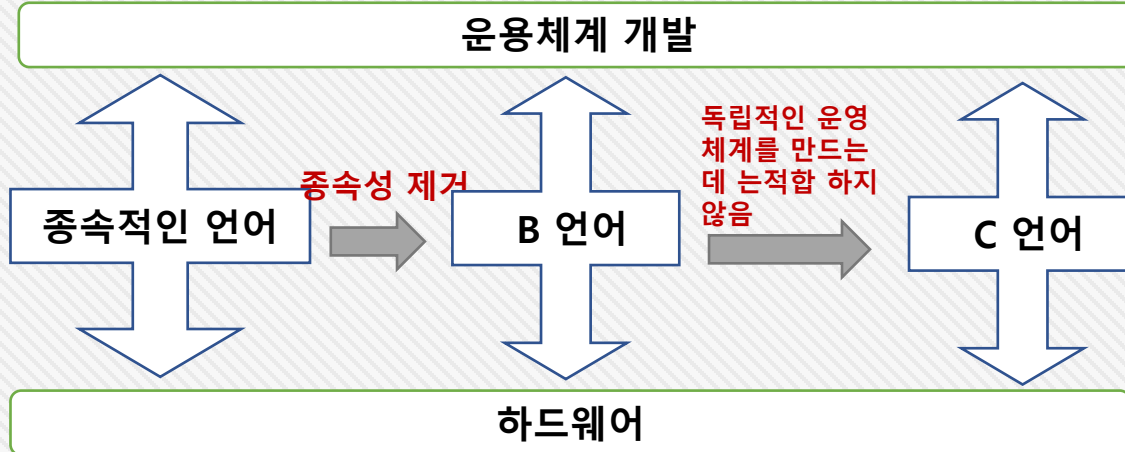 운용체계 개발
종속적인 언어
종속성 제거
B 언어
독립적인 운영
체계를 만드는
데 는적합 하지
않음
C 언어
하드웨어